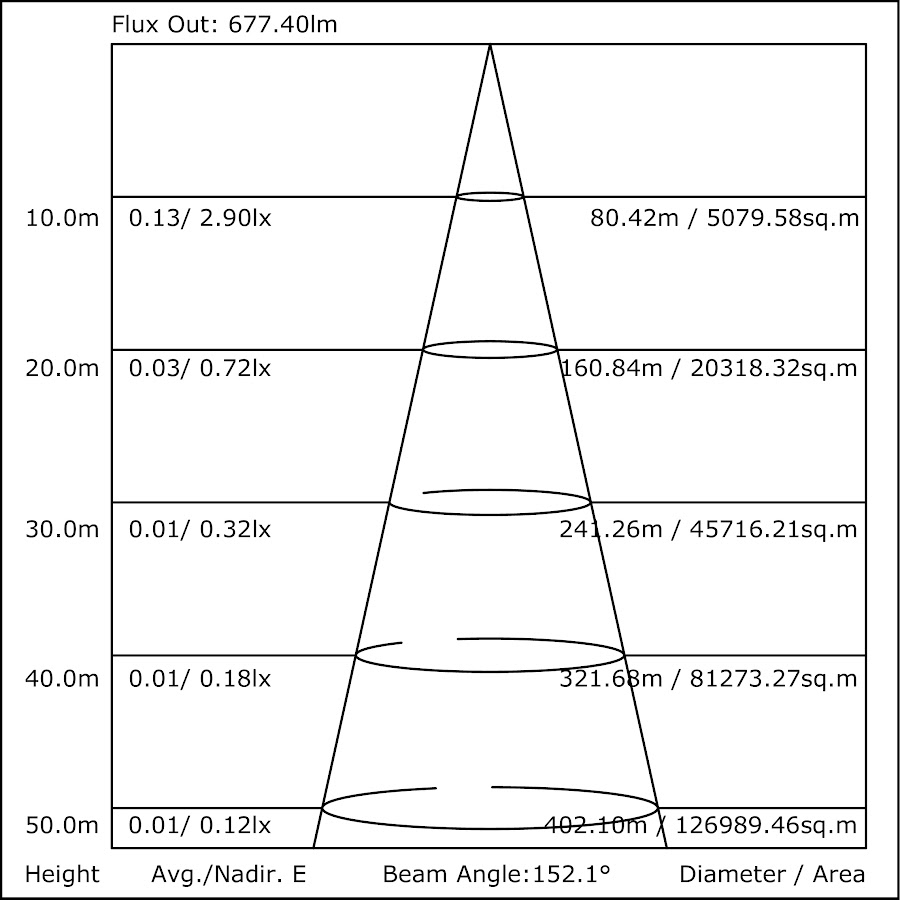 Flux Out: 677.40lm
10.0m 0.13/ 2.90lx 80.42m / 5079.58sq.m
20.0m 0.03/ 0.72lx 160.84m / 20318.32sq.m
30.0m 0.01/ 0.32lx 241.26m / 45716.21sq.m
40.0m 0.01/ 0.18lx 321.68m / 81273.27sq.m
50.0m 0.01/ 0.12lx 402.10m / 126989.46sq.m
Height Avg./Nadir. E Beam Angle:152.1° Diameter / Area